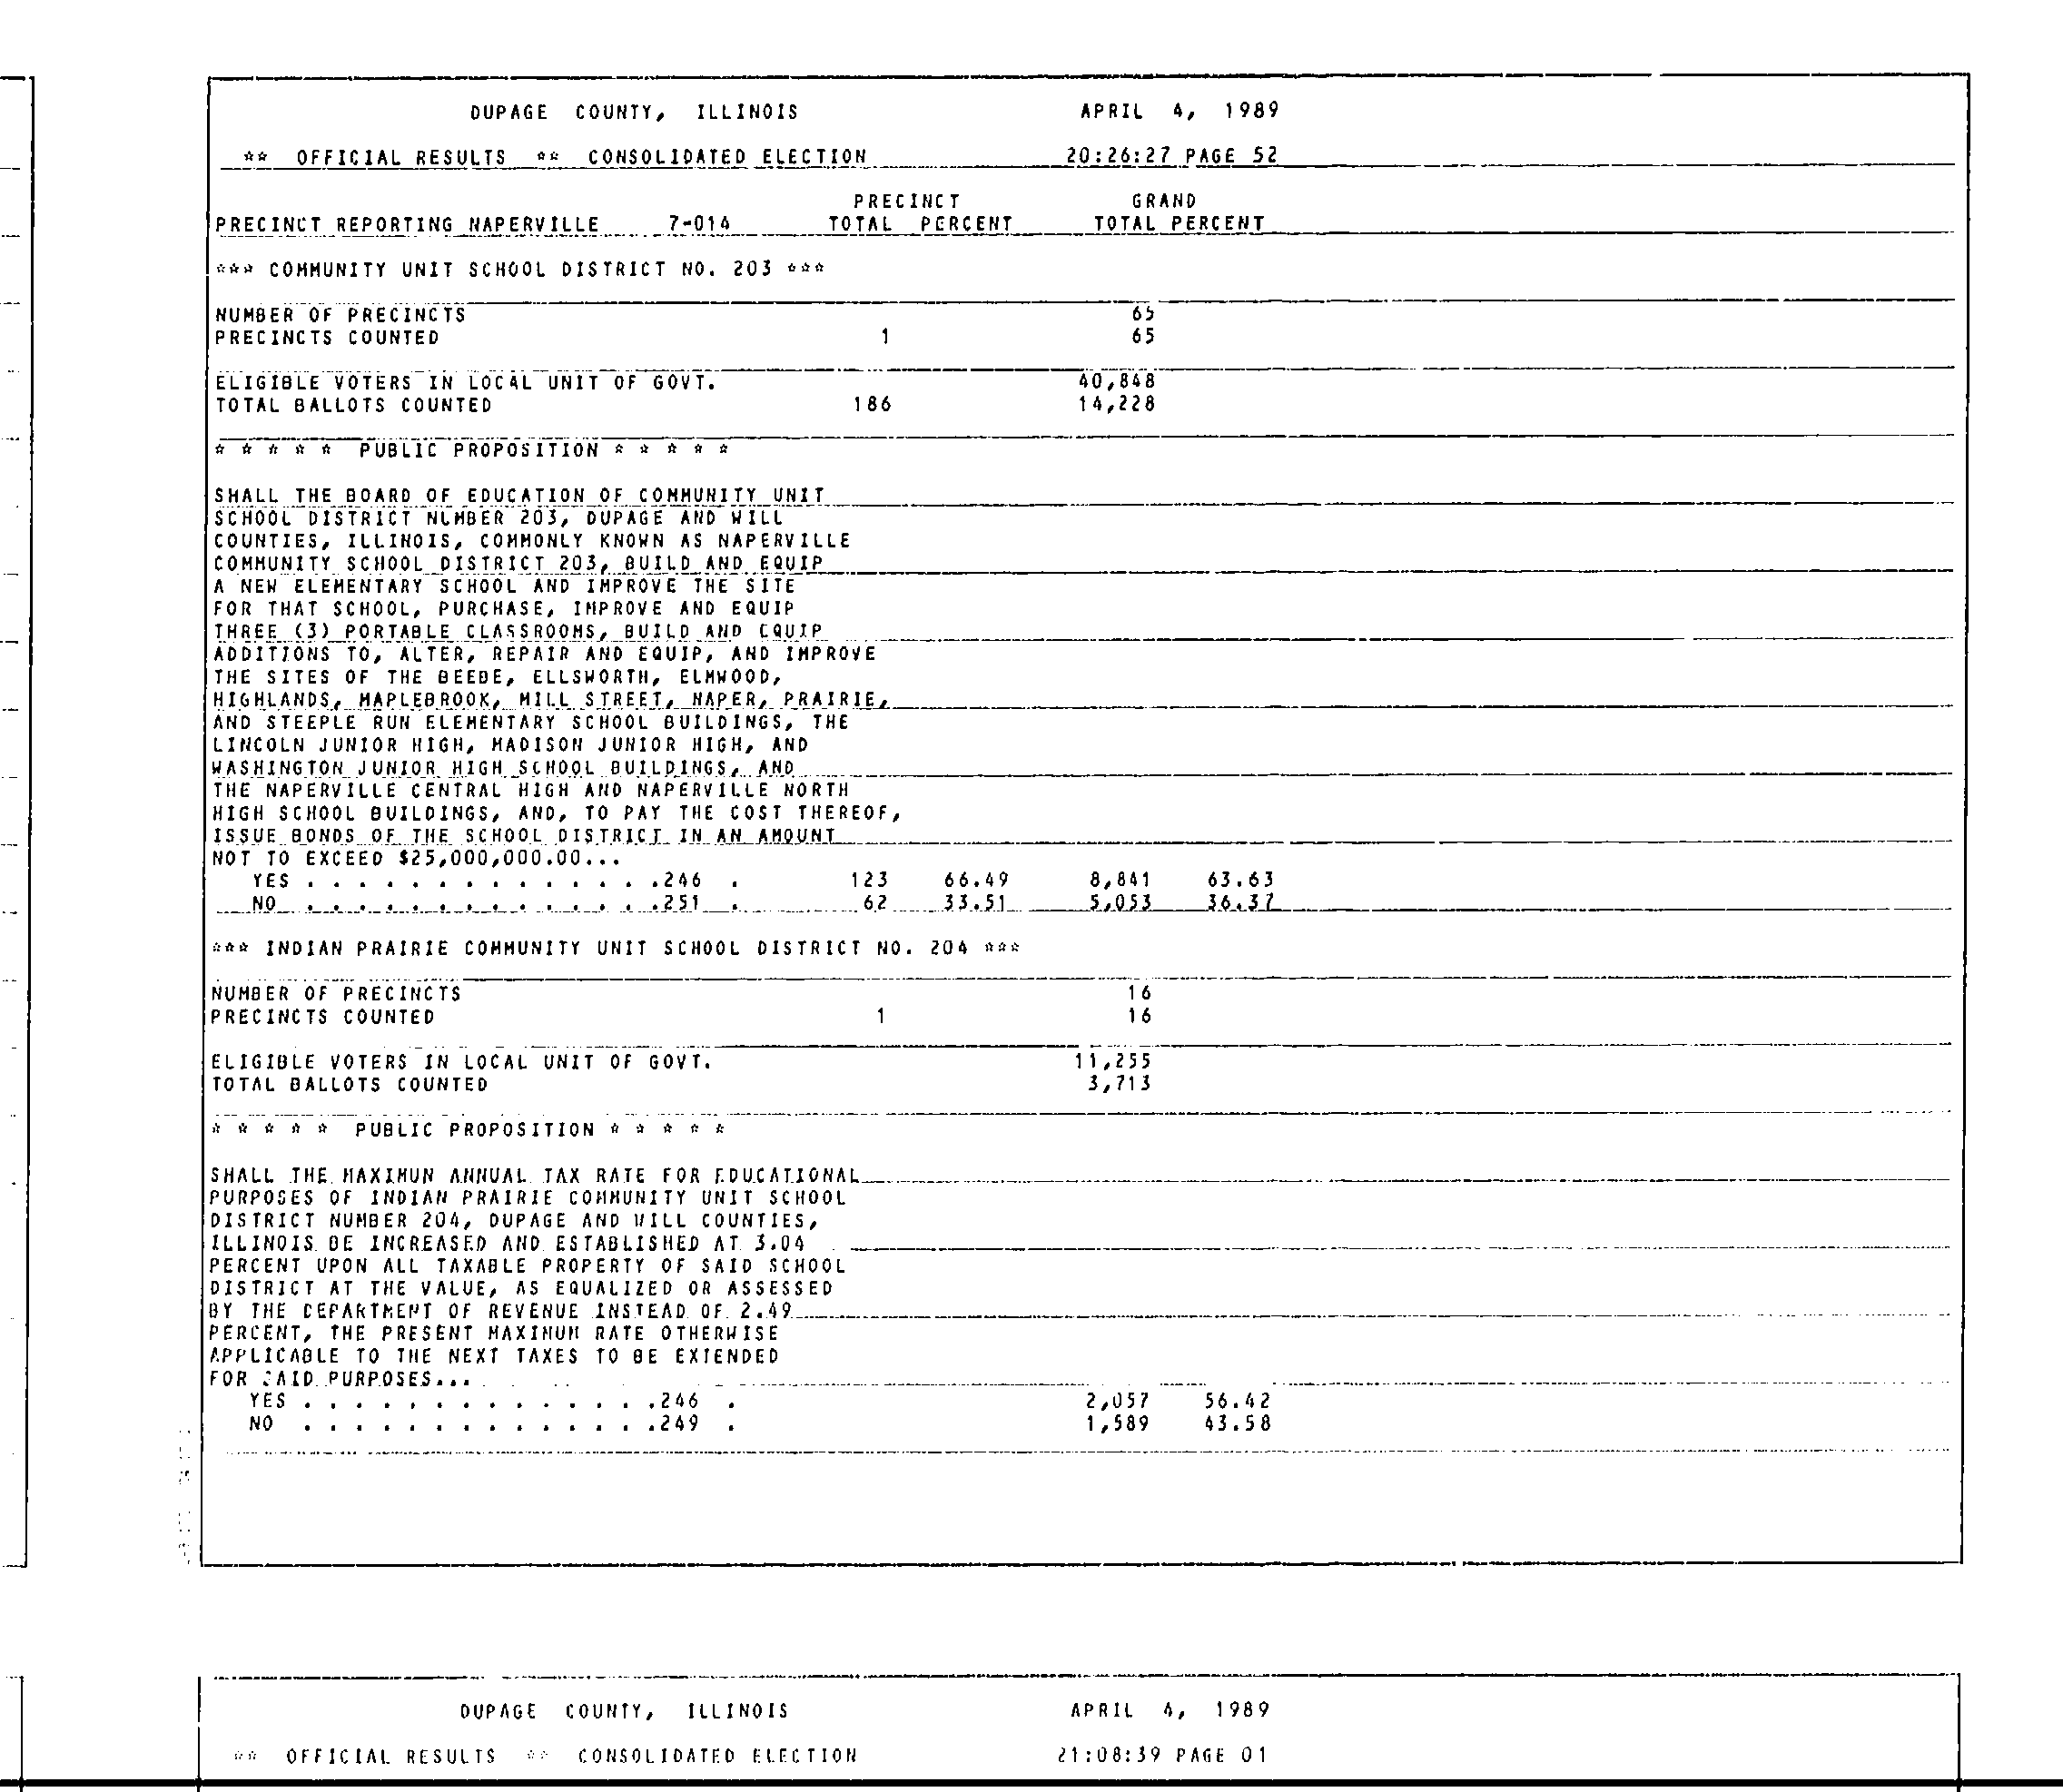 DUPAGE COUNTY, ILLINOIS APRIL 4, 1989
** OFFICIAL RESULTS ** CONSOLIDATED ELECTION 20:26:27 PAGE 52
PRECINCT GRAND
PRECINCT REPORTING NAPERVILLE 7-014 TOTAL PERCENT TOTAL PERCENT
*** COMMUNITY UNIT SCHOOL DISTRICT NO. 203 ***
NUMBER OF PRECINCTS 65
PRECINCTS COUNTED 1 65
ELIGIBLE VOTERS IN LOCAL UNIT OF GOVT. 40,848
TOTAL BALLOTS COUNTED 186 14,228
* * * * * PUBLIC PROPOSITION * * * * *
SHALL THE BOARD OF EDUCATION OF COMMUNITY UNIT
SCHOOL DISTRICT NUMBER 203, DUPAGE AND WILL
COUNTIES, ILLINOIS, COMMONLY KNOWN AS NAPERVILLE
COMMUNITY SCHOOL DISTRICT 203, BUILD AND EQUIP
A NEW ELEMENTARY SCHOOL AND IMPROVE THE SITE
FOR THAT SCHOOL, PURCHASE, IMPROVE AND EQUIP
THREE (3) PORTABLE CLASSROOMS, BUILD AND EQUIP
ADDITIONS TO, ALTER, REPAIR AND EQUIP, AND IMPROVE
THE SITES OF THE BEEBE, ELLSWORTH, ELMWOOD,
HIGHLANDS, MAPLEBROOK, MILL STREET, NAPER, PRAIRIE,
AND STEEPLE RUN ELEMENTARY SCHOOL BUILDINGS, THE
LINCOLN JUNIOR HIGH, MADISON JUNIOR HIGH, AND
WASHINGTON JUNIOR HIGH SCHOOL BUILDINGS, AND
THE NAPERVILLE CENTRAL HIGH AND NAPERVILLE NORTH
HIGH SCHOOL BUILDINGS, AND, TO PAY THE COST THEREOF,
ISSUE BONDS OF THE SCHOOL DISTRICT IN AN AMOUNT
NOT TO EXCEED $25,000,000.00...
YES . . . . . . . . . . . . . .246 . 123 66.49 8,841 63.63
NO . . . . . . . . . . . . . .251 . 62 33.51 5,053 36.37
*** INDIAN PRAIRIE COMMUNITY UNIT SCHOOL DISTRICT NO. 204 ***
NUMBER OF PRECINCTS 16
PRECINCTS COUNTED 1 16
ELIGIBLE VOTERS IN LOCAL UNIT OF GOVT. 11,255
TOTAL BALLOTS COUNTED 3,713
* * * * * PUBLIC PROPOSITION * * * * *
SHALL THE MAXIMUN ANNUAL TAX RATE FOR EDUCATIONAL
PURPOSES OF INDIAN PRAIRIE COMMUNITY UNIT SCHOOL
DISTRICT NUMBER 204, DUPAGE AND WILL COUNTIES,
ILLINOIS BE INCREASED AND ESTABLISHED AT 3.04
PERCENT UPON ALL TAXABLE PROPERTY OF SAID SCHOOL
DISTRICT AT THE VALUE, AS EQUALIZED OR ASSESSED
BY THE DEPARTMENT OF REVENUE INSTEAD OF 2.49
PERCENT, THE PRESENT MAXIMUM RATE OTHERWISE
APPLICABLE TO THE NEXT TAXES TO BE EXTENDED
FOR SAID PURPOSES...
YES . . . . . . . . . . . . . .246 . 2,057 56.42
NO . . . . . . . . . . . . . .249 . 1,589 43.58
DUPAGE COUNTY, ILLINOIS APRIL 4, 1989
** OFFICIAL RESULTS ** CONSOLIDATED ELECTION 21:08:39 PAGE 01